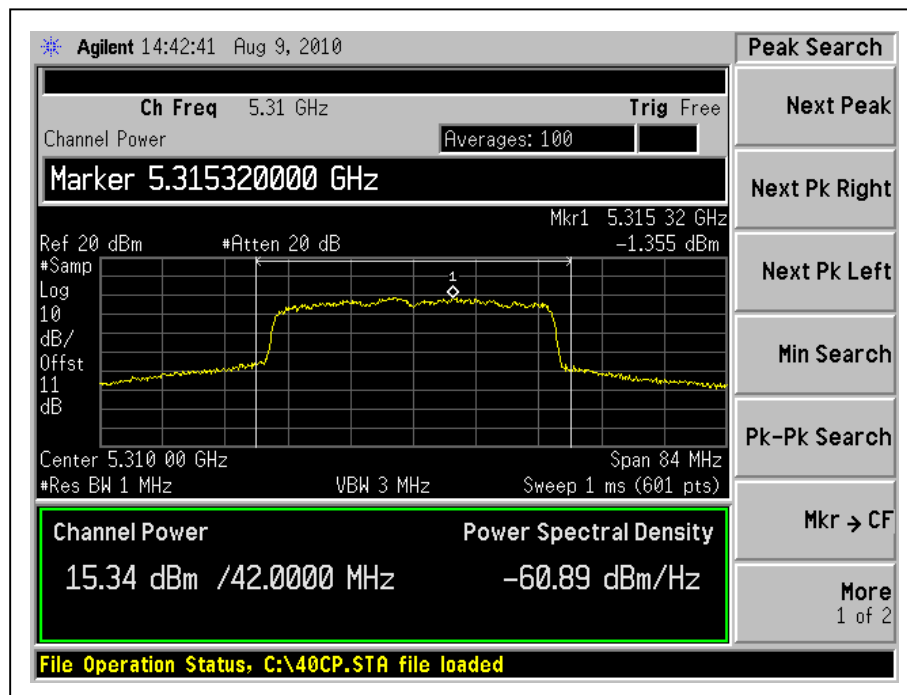 Agilent 14:42:41 Aug 9, 2010
Peak Search
Ch Freq 5.31 GHz Trig Free
Channel Power Averages: 100
Marker 5.315320000 GHz
Mkr1 5.315 32 GHz
Ref 20 dBm #Atten 20 dB -1.355 dBm
#Samp
Log
10
dB/
Offst
11
dB
1
Center 5.310 00 GHz Span 84 MHz
#Res BW 1 MHz VBW 3 MHz Sweep 1 ms (601 pts)
Channel Power Power Spectral Density
15.34 dBm /42.0000 MHz -60.89 dBm/Hz
File Operation Status, C:\40CP.STA file loaded
Next Peak
Next Pk Right
Next Pk Left
Min Search
Pk-Pk Search
Mkr → CF
More
1 of 2